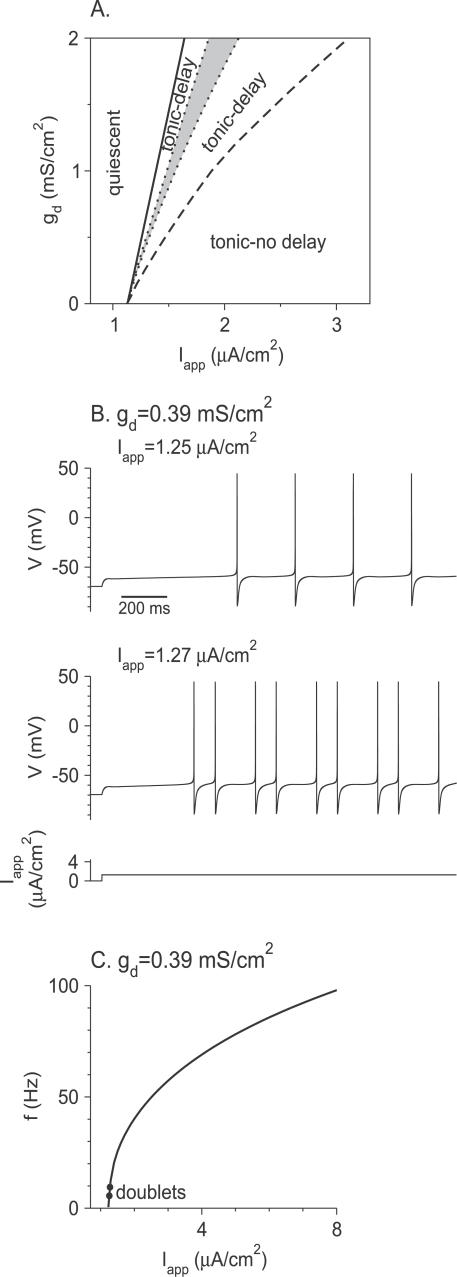 A.
2
1
0
g_d (mS/cm²)
quiescent
tonic-delay
tonic-delay
tonic-no delay
1 2 3
I_app (μA/cm²)
B. g_d=0.39 mS/cm²
I_app=1.25 μA/cm²
50
0
-50
V (mV)
200 ms
I_app=1.27 μA/cm²
50
0
-50
V (mV)
4
0
I_app (μA/cm²)
C. g_d=0.39 mS/cm²
100
50
0
f (Hz)
doublets
4 8
I_app (μA/cm²)